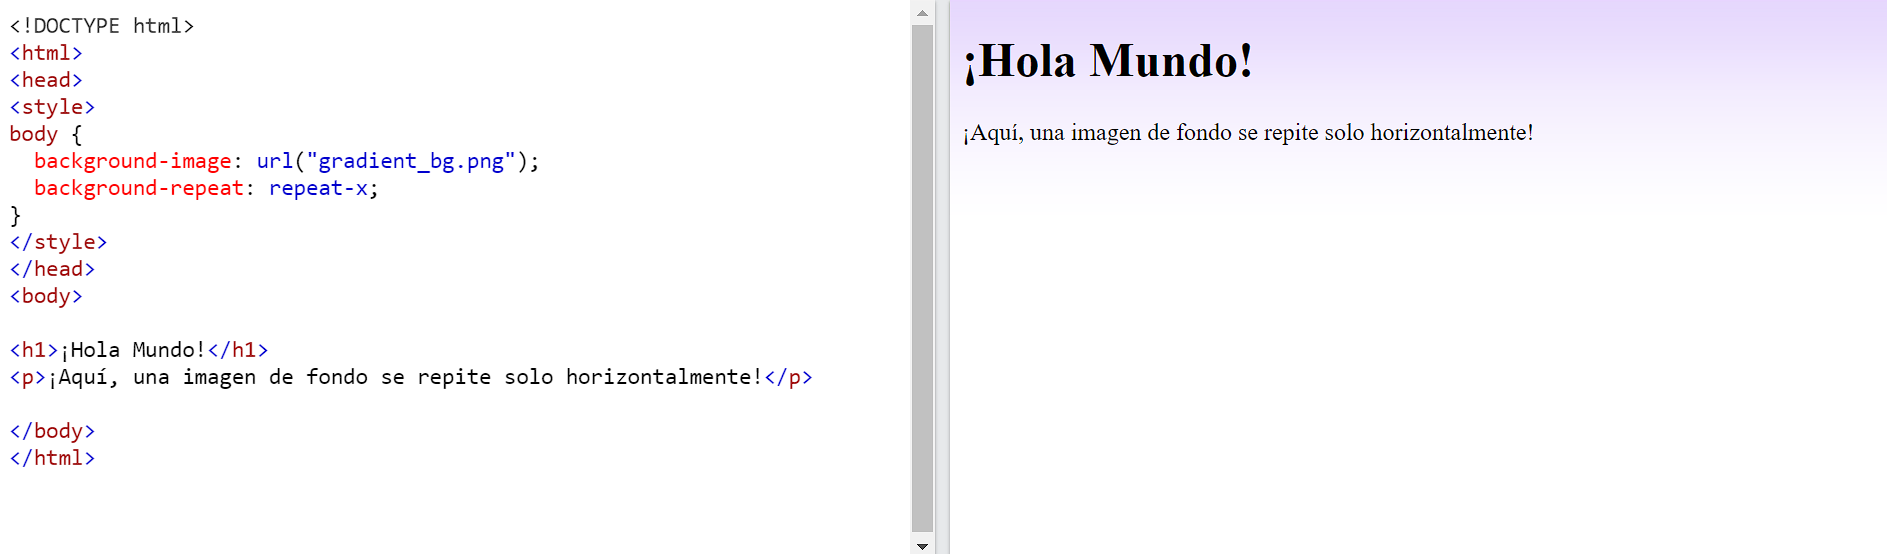 <!DOCTYPE html>
<html>
<head>
<style>
body {
  background-image: url("gradient_bg.png");
  background-repeat: repeat-x;
}
</style>
</head>
<body>

<h1>¡Hola Mundo!</h1>
<p>¡Aquí, una imagen de fondo se repite solo horizontalmente!</p>

</body>
</html>
¡Hola Mundo!
¡Aquí, una imagen de fondo se repite solo horizontalmente!